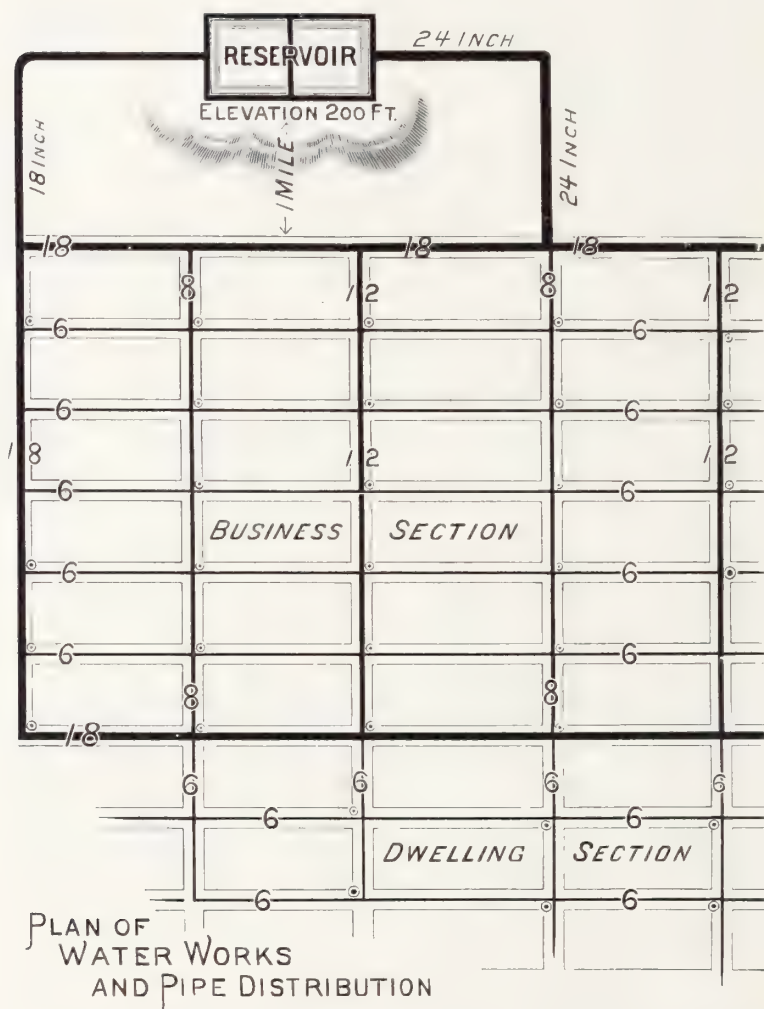 RESERVOIR
24 INCH
ELEVATION 200 FT.
18 INCH
1 MILE
24 INCH
18 18 18
8 12 8 12
6 6
6 6
18 12 12
6 6
BUSINESS SECTION
6 6
6 6
8 8
18
6 6 6 6
6 6
DWELLING SECTION
6 6
PLAN OF
WATER WORKS
AND PIPE DISTRIBUTION